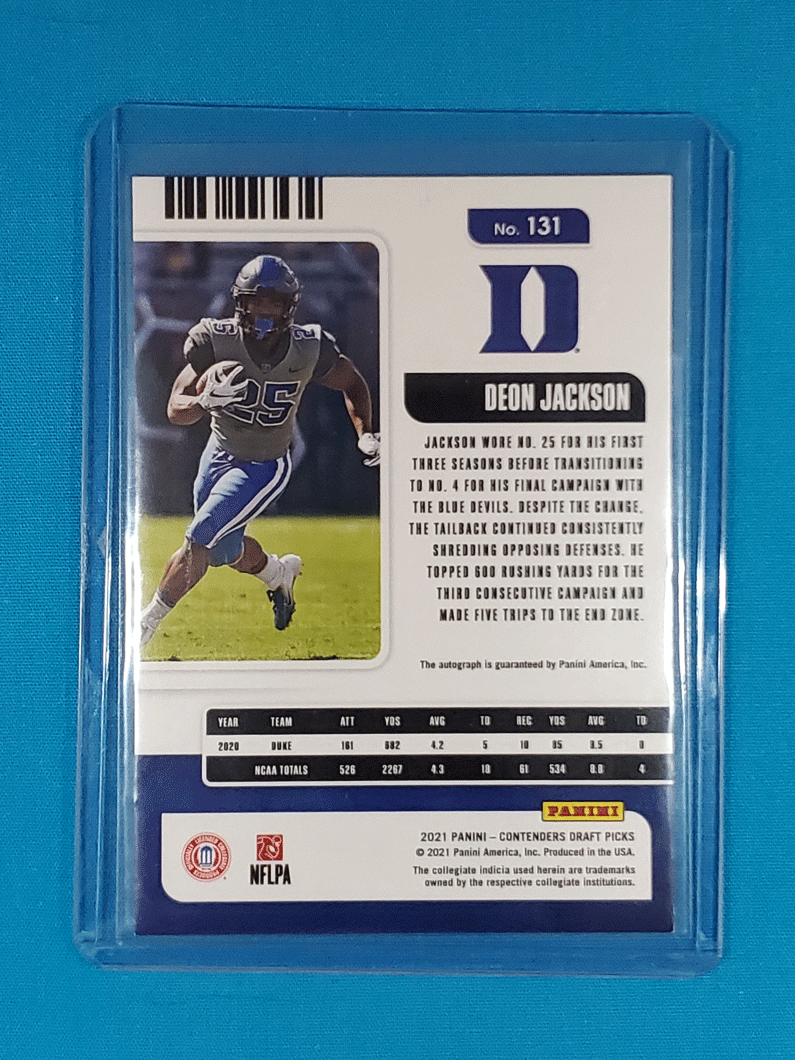 No. 131
D
DEON JACKSON
25
25
JACKSON WORE NO. 25 FOR HIS FIRST
THREE SEASONS BEFORE TRANSITIONING
TO NO. 4 FOR HIS FINAL CAMPAIGN WITH
THE BLUE DEVILS. DESPITE THE CHANGE,
THE TAILBACK CONTINUED CONSISTENTLY
SHREDDING OPPOSING DEFENSES. HE
TOPPED 600 RUSHING YARDS FOR THE
THIRD CONSECUTIVE CAMPAIGN AND
MADE FIVE TRIPS TO THE END ZONE.
The autograph is guaranteed by Panini America, Inc.
YEAR TEAM ATT YDS AVG TD REC YDS AVG TD
2020 DUKE 161 682 4.2 5 10 85 8.5 0
NCAA TOTALS 526 2267 4.3 18 61 534 8.8 4
PANINI
2021 PANINI – CONTENDERS DRAFT PICKS
© 2021 Panini America, Inc. Produced in the USA.
The collegiate indicia used herein are trademarks
owned by the respective collegiate institutions.
OFFICIALLY LICENSED COLLEGIATE PRODUCTS
NFLPA